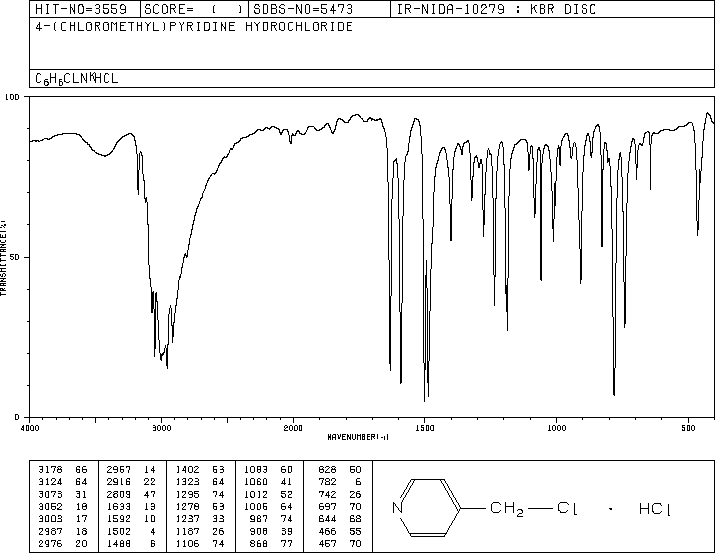 HIT-NO=3559 SCORE= ( ) SDBS-NO=5473 IR-NIDA-10279 : KBR DISC
4-(CHLOROMETHYL)PYRIDINE HYDROCHLORIDE
C6H6CLN*HCL
100
50
0
TRANSMITTANCE(%)
4000 3000 2000 1500 1000 500
WAVENUMBER(-1)
3178 66 2957 14 1402 53 1083 60 828 50
3124 64 2916 22 1323 64 1060 41 782 6
3073 31 2809 47 1295 74 1012 52 742 26
3052 18 1633 13 1278 53 1006 64 697 70
3003 17 1592 10 1237 33 987 74 644 68
2987 18 1502 4 1187 26 908 39 466 55
2976 20 1488 6 1106 74 868 77 457 70
N CH2 Cl · HCl